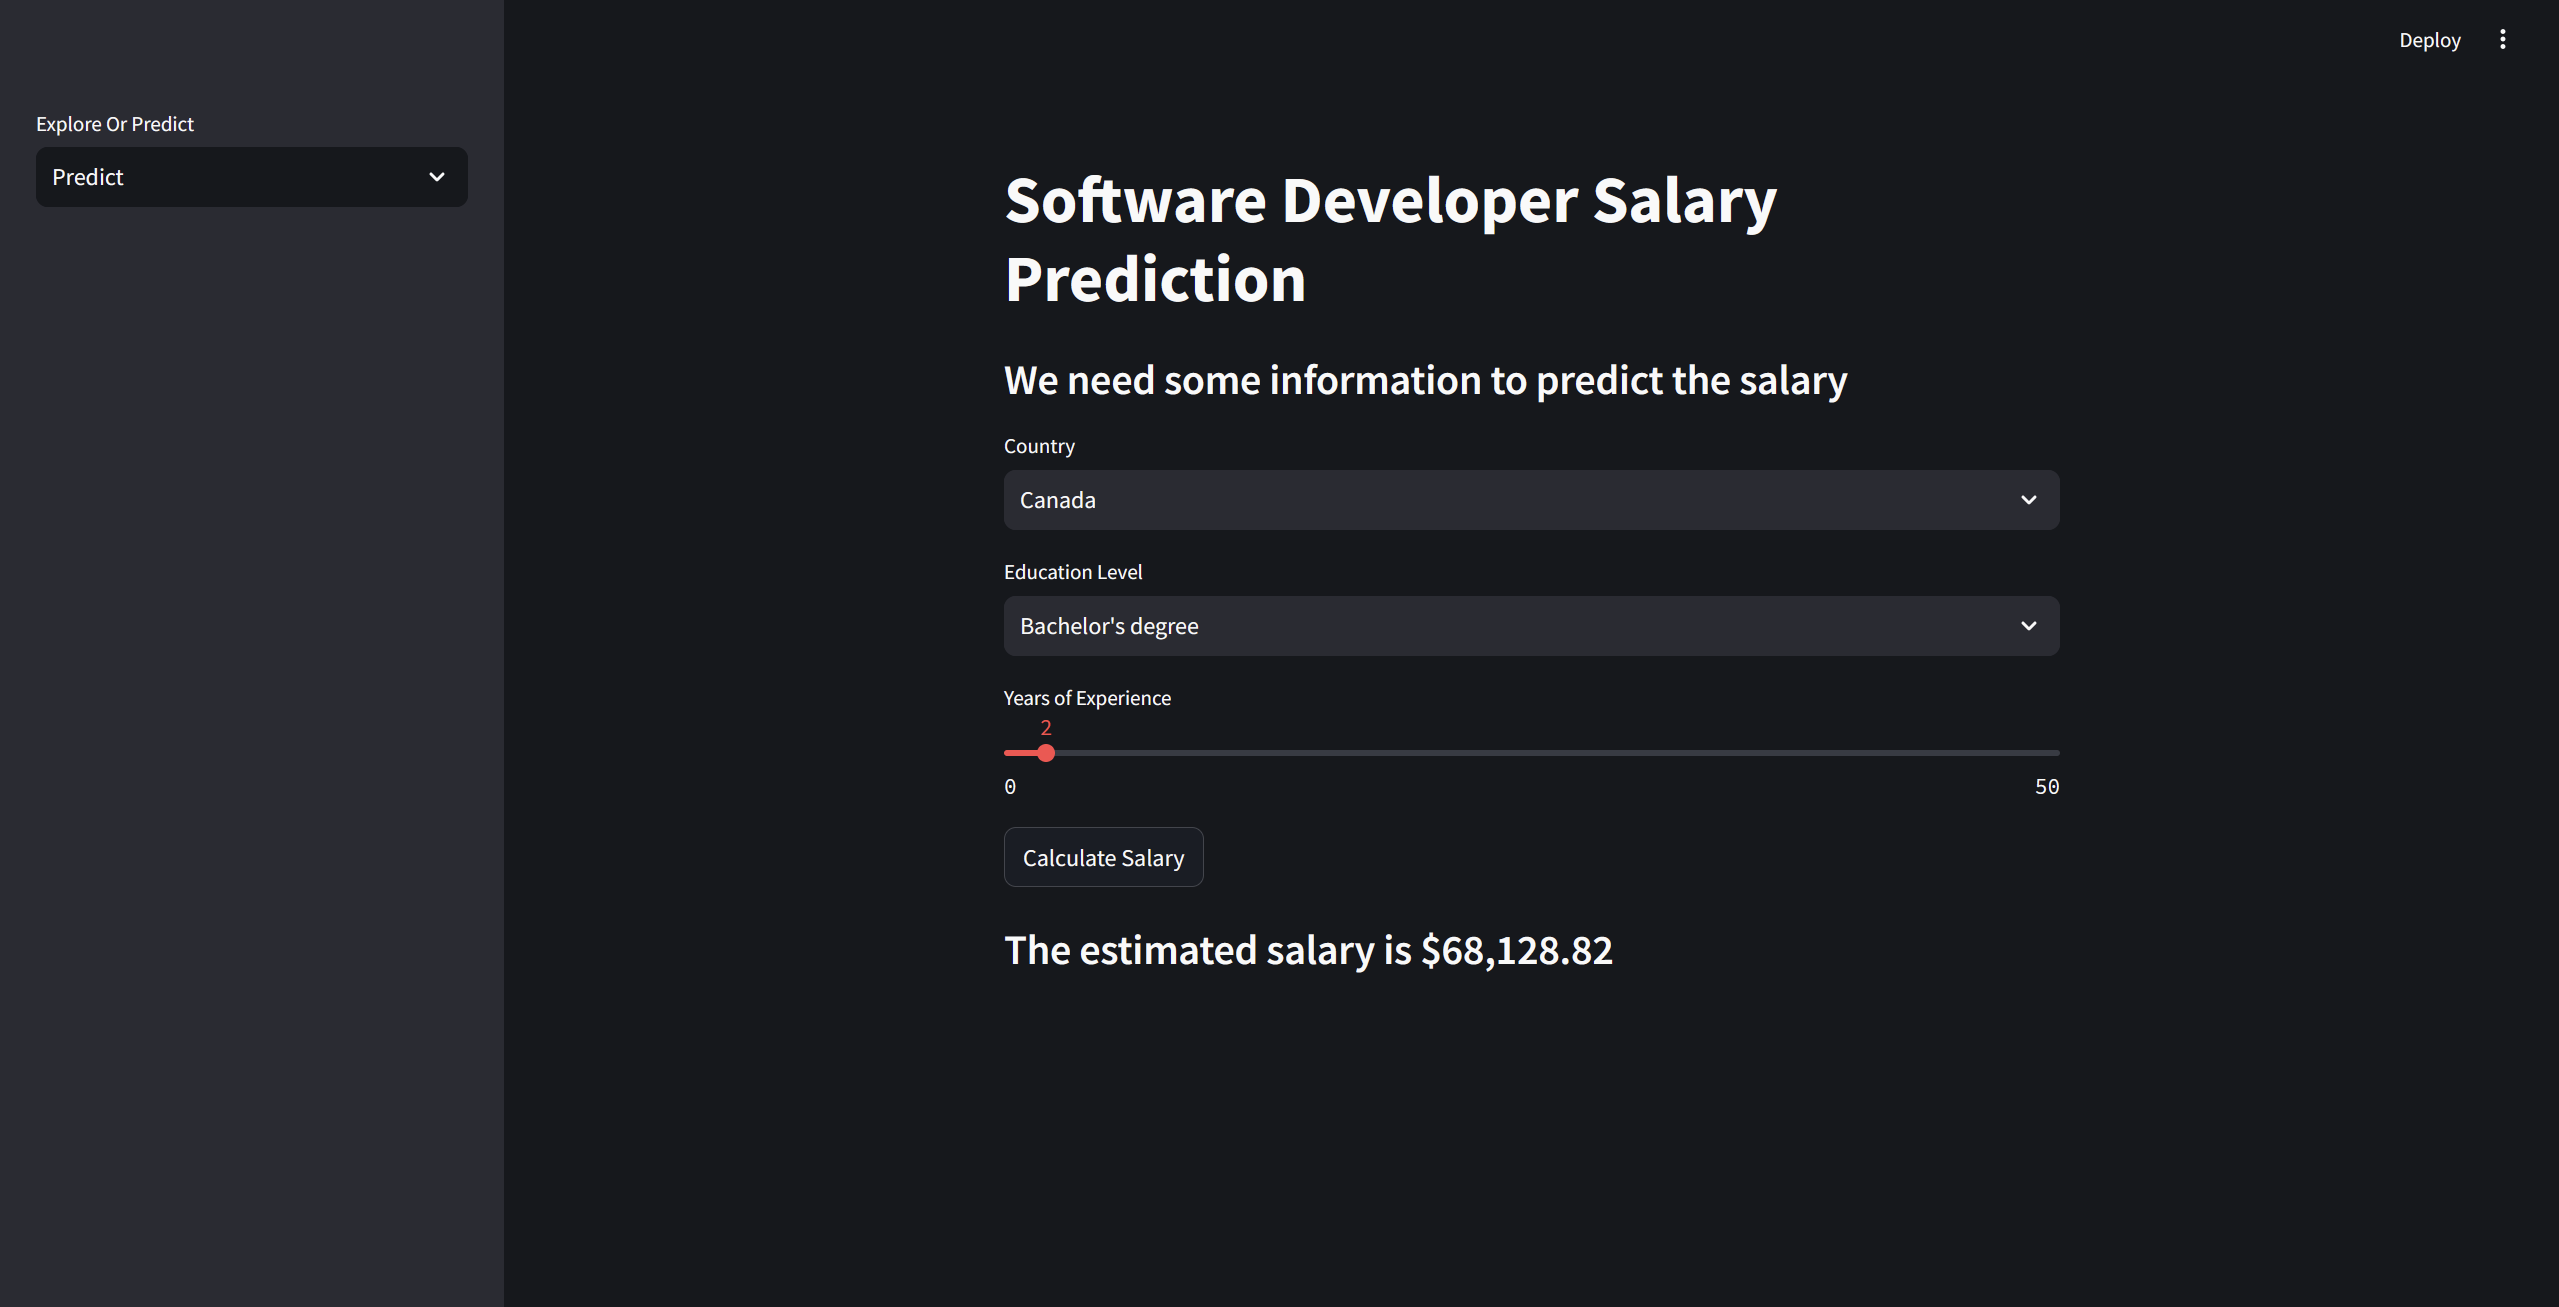 Deploy
Explore Or Predict
Predict
Software Developer Salary
Prediction
We need some information to predict the salary
Country
Canada
Education Level
Bachelor's degree
Years of Experience
2
0
50
Calculate Salary
The estimated salary is $68,128.82